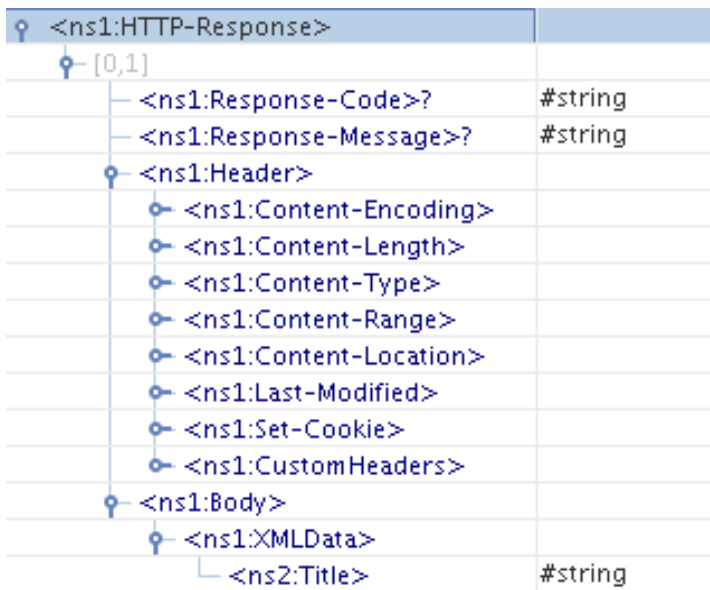 <ns1:HTTP-Response>
[0,1]
<ns1:Response-Code>? #string
<ns1:Response-Message>? #string
<ns1:Header>
<ns1:Content-Encoding>
<ns1:Content-Length>
<ns1:Content-Type>
<ns1:Content-Range>
<ns1:Content-Location>
<ns1:Last-Modified>
<ns1:Set-Cookie>
<ns1:CustomHeaders>
<ns1:Body>
<ns1:XMLData>
<ns2:Title> #string